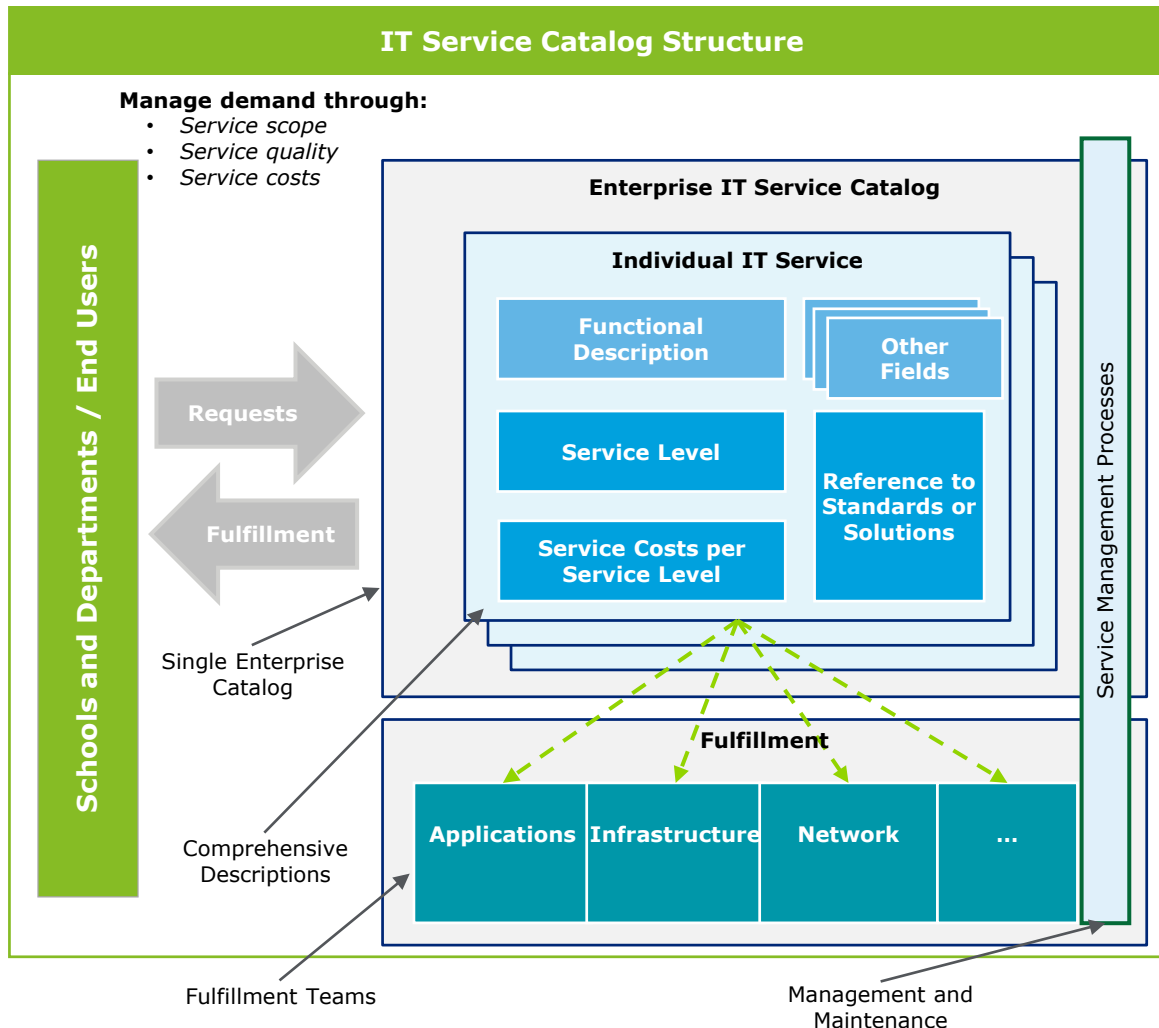 IT Service Catalog Structure
Manage demand through:
• Service scope
• Service quality
• Service costs
Schools and Departments / End Users
Requests
Fulfillment
Enterprise IT Service Catalog
Individual IT Service
Functional
Description
Other
Fields
Service Level
Reference to
Standards or
Solutions
Service Costs per
Service Level
Service Management Processes
Single Enterprise
Catalog
Fulfillment
Applications
Infrastructure
Network
...
Comprehensive
Descriptions
Fulfillment Teams
Management and
Maintenance